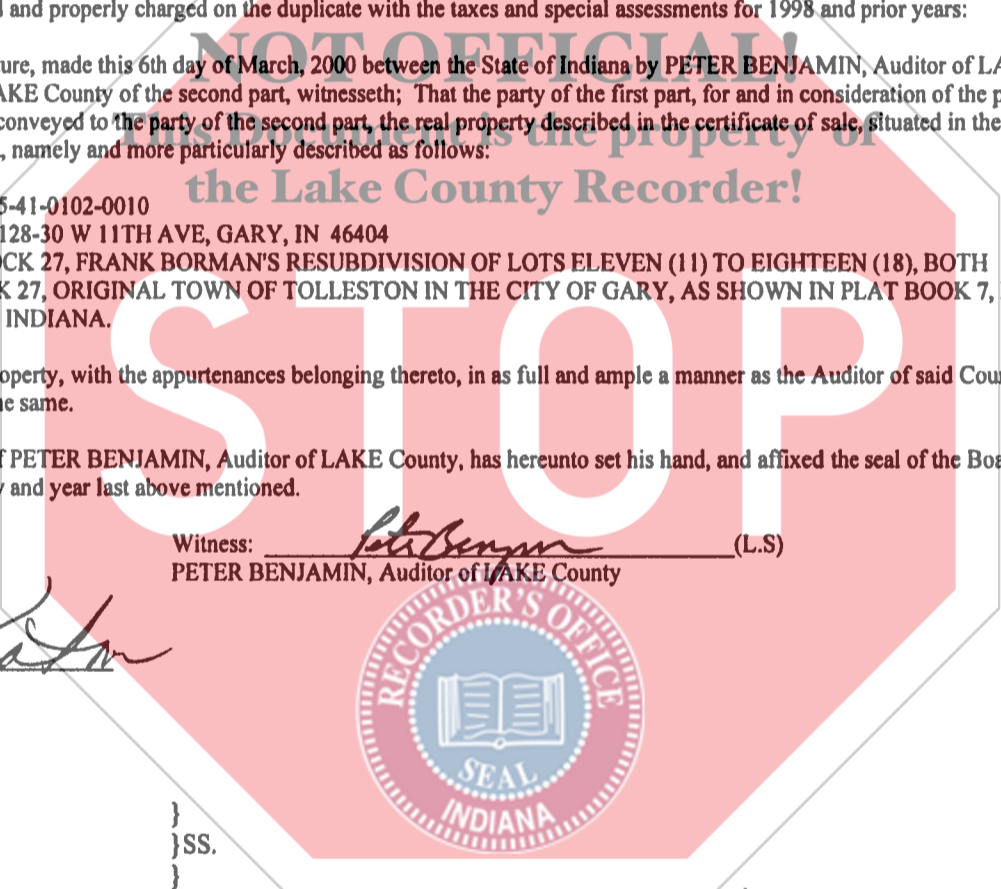 and properly charged on the duplicate with the taxes and special assessments for 1998 and prior years:
NOT OFFICIAL!
ure, made this 6th day of March, 2000 between the State of Indiana by PETER BENJAMIN, Auditor of LA
AKE County of the second part, witnesseth; That the party of the first part, for and in consideration of the p
conveyed to the party of the second part, the real property described in the certificate of sale, situated in the
This Document is the property of
, namely and more particularly described as follows:
the Lake County Recorder!
5-41-0102-0010
128-30 W 11TH AVE, GARY, IN 46404
CK 27, FRANK BORMAN'S RESUBDIVISION OF LOTS ELEVEN (11) TO EIGHTEEN (18), BOTH
K 27, ORIGINAL TOWN OF TOLLESTON IN THE CITY OF GARY, AS SHOWN IN PLAT BOOK 7,
INDIANA.
STOP
operty, with the appurtenances belonging thereto, in as full and ample a manner as the Auditor of said Cou
e same.
f PETER BENJAMIN, Auditor of LAKE County, has hereunto set his hand, and affixed the seal of the Boa
y and year last above mentioned.
Witness: Peter Benjamin (L.S)
PETER BENJAMIN, Auditor of LAKE County
RECORDER'S OFFICE
SEAL
INDIANA
}
}SS.
}